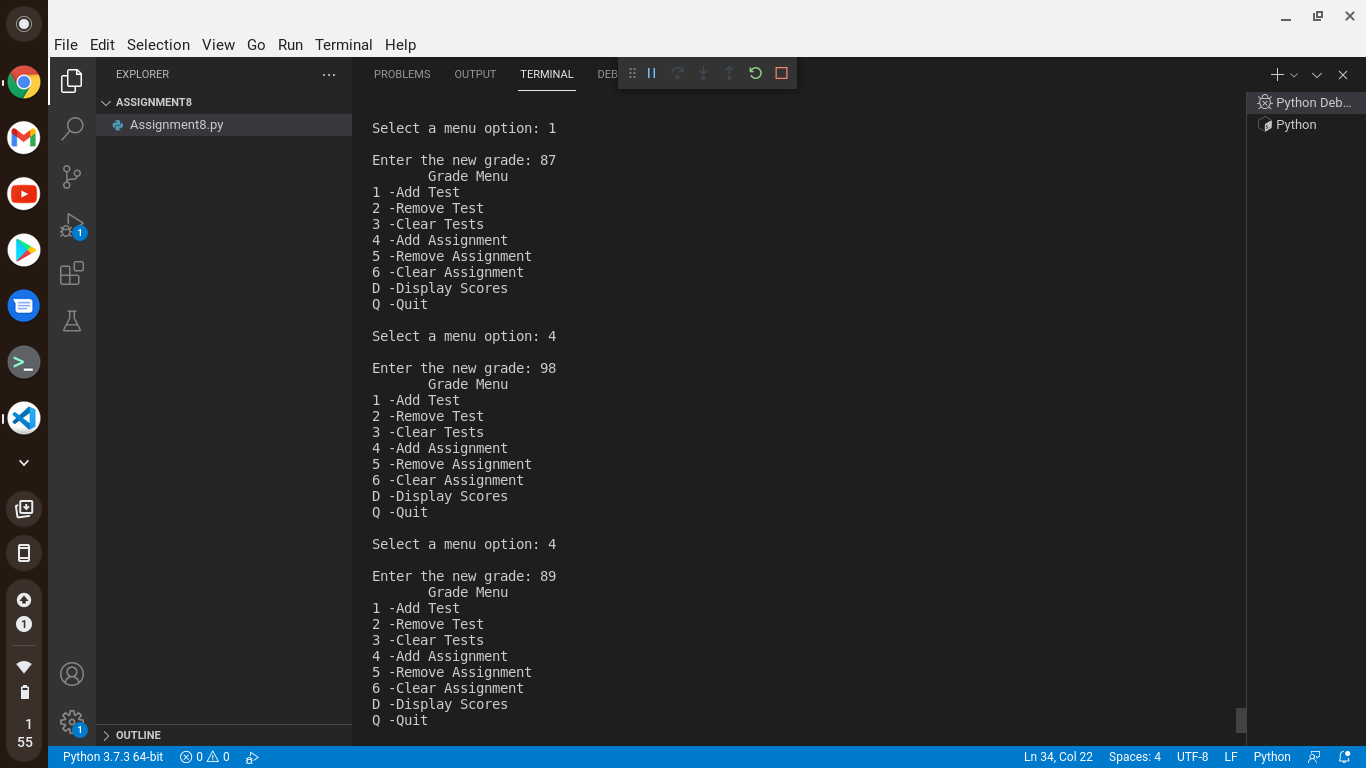 File Edit Selection View Go Run Terminal Help
EXPLORER
ASSIGNMENT8
Assignment8.py
OUTLINE
PROBLEMS OUTPUT TERMINAL DEB
Select a menu option: 1
Enter the new grade: 87
Grade Menu
1 -Add Test
2 -Remove Test
3 -Clear Tests
4 -Add Assignment
5 -Remove Assignment
6 -Clear Assignment
D -Display Scores
Q -Quit
Select a menu option: 4
Enter the new grade: 98
Grade Menu
1 -Add Test
2 -Remove Test
3 -Clear Tests
4 -Add Assignment
5 -Remove Assignment
6 -Clear Assignment
D -Display Scores
Q -Quit
Select a menu option: 4
Enter the new grade: 89
Grade Menu
1 -Add Test
2 -Remove Test
3 -Clear Tests
4 -Add Assignment
5 -Remove Assignment
6 -Clear Assignment
D -Display Scores
Q -Quit
Python Deb...
Python
1
1
1
1
55
Python 3.7.3 64-bit 0 0 Ln 34, Col 22 Spaces: 4 UTF-8 LF Python